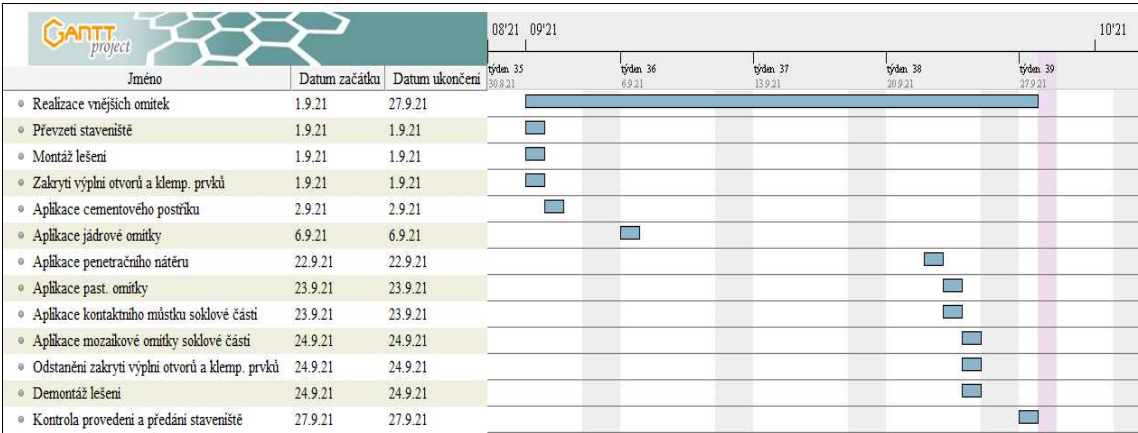 GANTT
project
08'21 09'21 10'21
týden 35 týden 36 týden 37 týden 38 týden 39
30.8.21 6.9.21 13.9.21 20.9.21 27.9.21
Jméno Datum začátku Datum ukončení
Realizace vnějších omítek 1.9.21 27.9.21
Převzetí staveniště 1.9.21 1.9.21
Montáž lešení 1.9.21 1.9.21
Zakrytí výplní otvorů a klemp. prvků 1.9.21 1.9.21
Aplikace cementového postřiku 2.9.21 2.9.21
Aplikace jádrové omítky 6.9.21 6.9.21
Aplikace penetračního nátěru 22.9.21 22.9.21
Aplikace past. omítky 23.9.21 23.9.21
Aplikace kontaktního můstku soklové části 23.9.21 23.9.21
Aplikace mozaikové omítky soklové části 24.9.21 24.9.21
Odstanění zakrytí výplní otvorů a klemp. prvků 24.9.21 24.9.21
Demontáž lešení 24.9.21 24.9.21
Kontrola provedení a předání staveniště 27.9.21 27.9.21